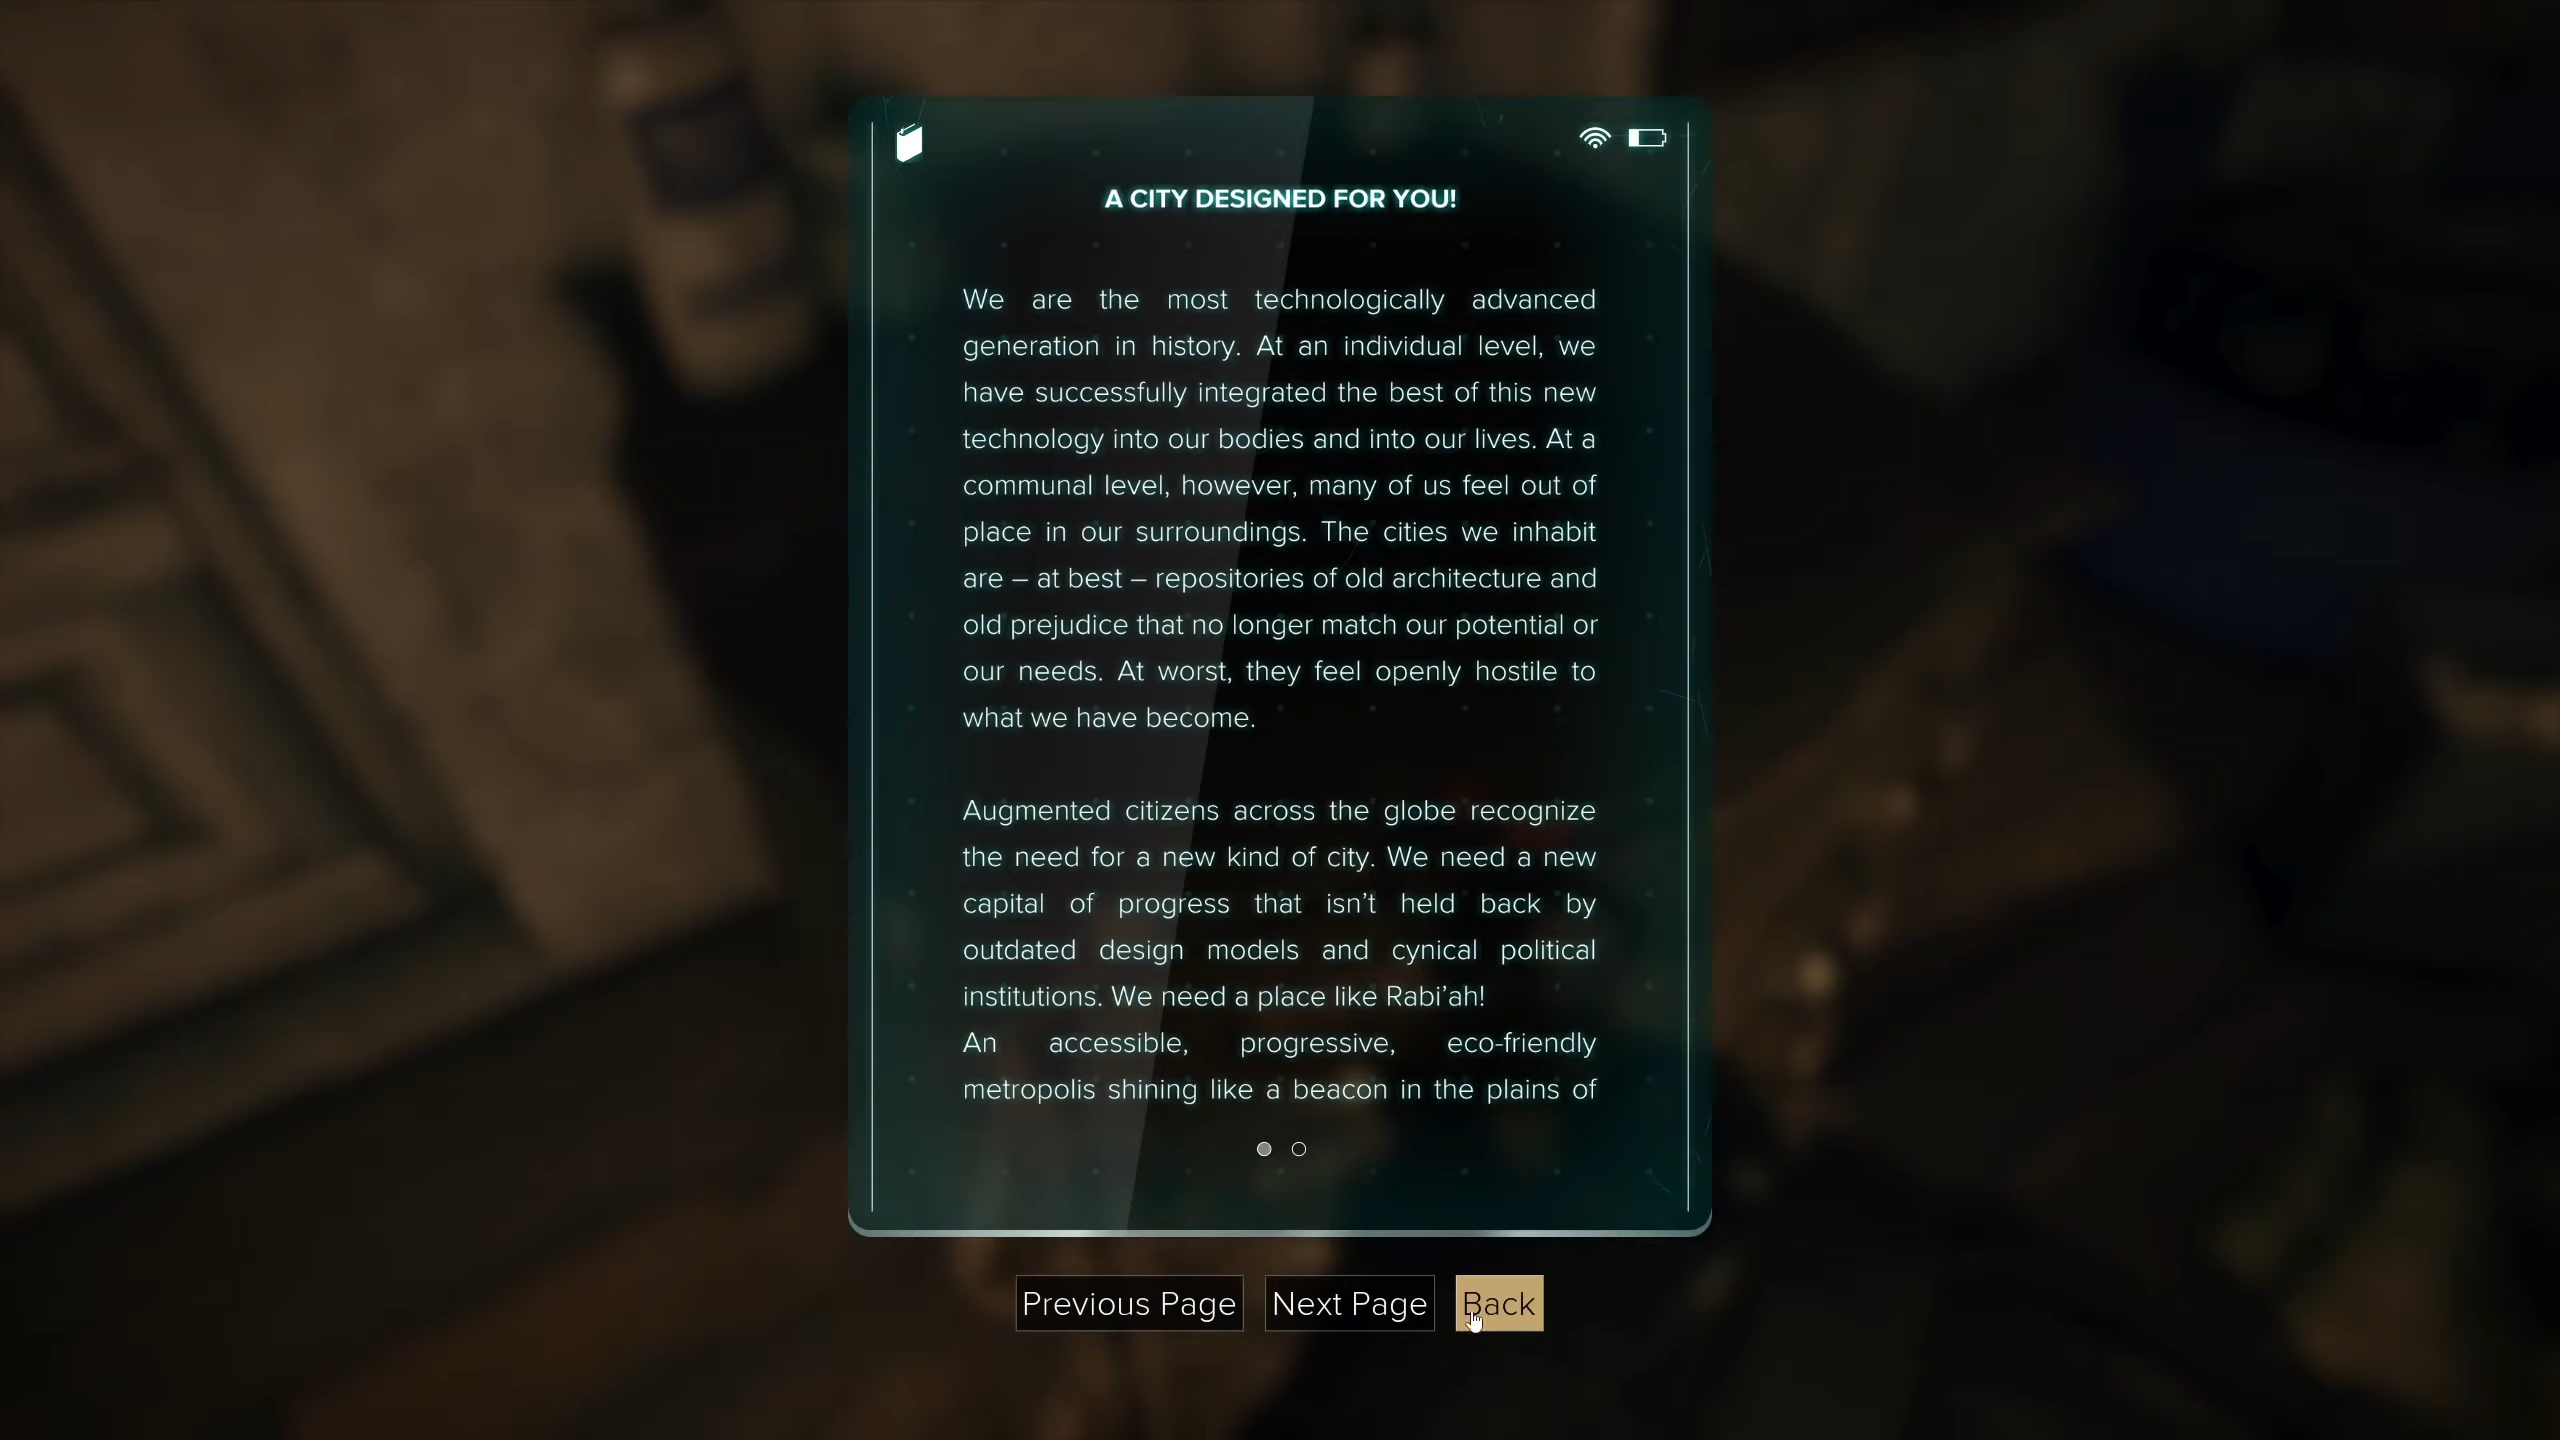 A CITY DESIGNED FOR YOU!
We are the most technologically advanced
generation in history. At an individual level, we
have successfully integrated the best of this new
technology into our bodies and into our lives. At a
communal level, however, many of us feel out of
place in our surroundings. The cities we inhabit
are – at best – repositories of old architecture and
old prejudice that no longer match our potential or
our needs. At worst, they feel openly hostile to
what we have become.
Augmented citizens across the globe recognize
the need for a new kind of city. We need a new
capital of progress that isn’t held back by
outdated design models and cynical political
institutions. We need a place like Rabi’ah!
An accessible, progressive, eco-friendly
metropolis shining like a beacon in the plains of
Previous Page Next Page Back